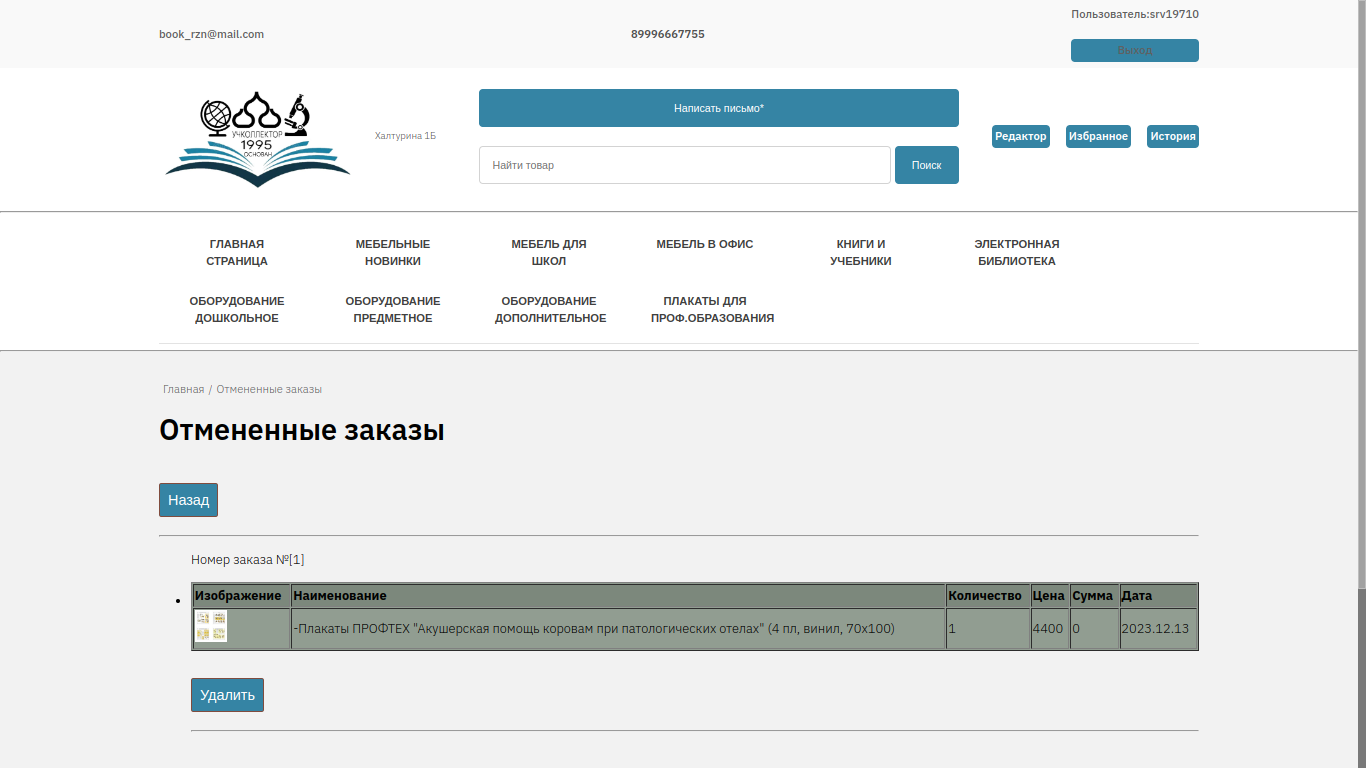 Пользователь:srv19710
book_rzn@mail.com
89996667755
Выход
УЧКОЛЛЕКТОР
1995
ОСНОВАН
Халтурина 1Б
Написать письмо*
Найти товар
Поиск
Редактор
Избранное
История
ГЛАВНАЯ СТРАНИЦА
МЕБЕЛЬНЫЕ НОВИНКИ
МЕБЕЛЬ ДЛЯ ШКОЛ
МЕБЕЛЬ В ОФИС
КНИГИ И УЧЕБНИКИ
ЭЛЕКТРОННАЯ БИБЛИОТЕКА
ОБОРУДОВАНИЕ ДОШКОЛЬНОЕ
ОБОРУДОВАНИЕ ПРЕДМЕТНОЕ
ОБОРУДОВАНИЕ ДОПОЛНИТЕЛЬНОЕ
ПЛАКАТЫ ДЛЯ ПРОФ.ОБРАЗОВАНИЯ
Главная / Отмененные заказы
Отмененные заказы
Назад
Номер заказа №[1]
Изображение Наименование Количество Цена Сумма Дата
-Плакаты ПРОФТЕХ "Акушерская помощь коровам при патологических отелах" (4 пл, винил, 70х100) 1 4400 0 2023.12.13
Удалить